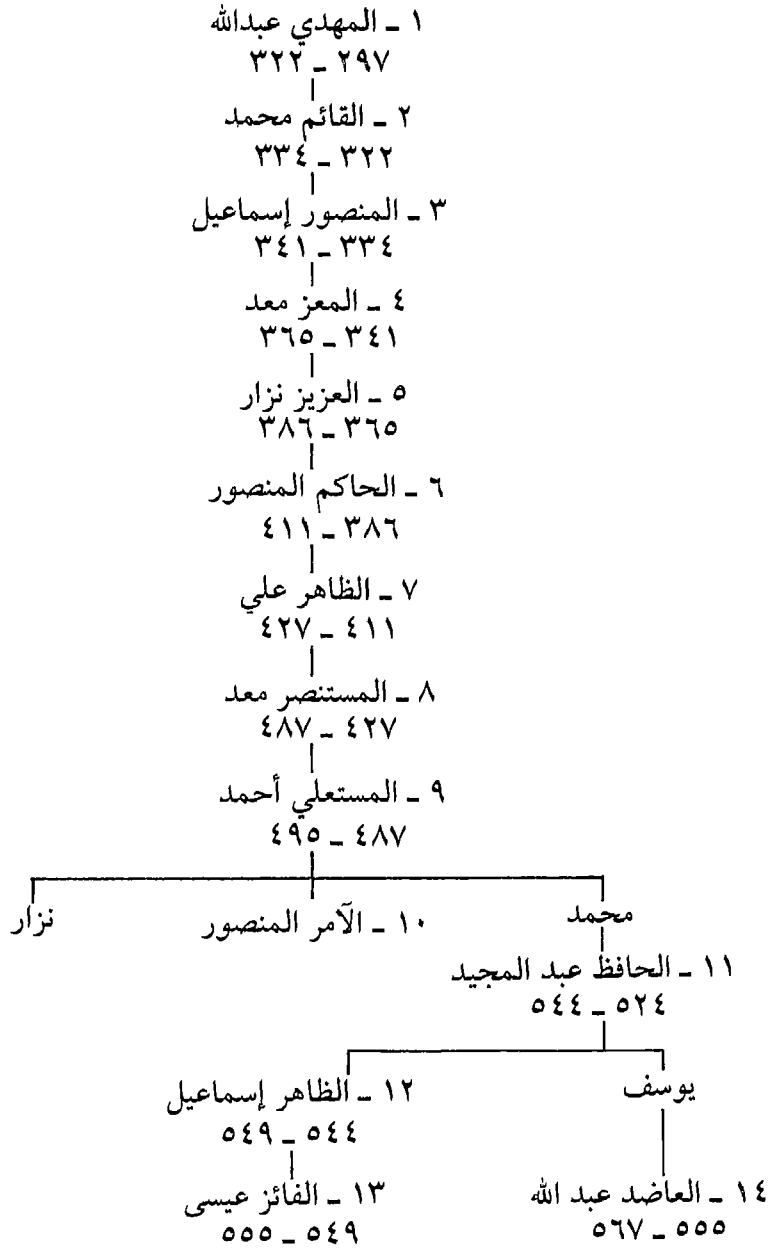 ١ ـ المهدي عبدالله
٢٩٧ ـ ٣٢٢
٢ ـ القائم محمد
٣٢٢ ـ ٣٣٤
٣ ـ المنصور إسماعيل
٣٣٤ ـ ٣٤١
٤ ـ المعز معد
٣٤١ ـ ٣٦٥
٥ ـ العزيز نزار
٣٦٥ ـ ٣٨٦
٦ ـ الحاكم المنصور
٣٨٦ ـ ٤١١
٧ ـ الظاهر علي
٤١١ ـ ٤٢٧
٨ ـ المستنصر معد
٤٢٧ ـ ٤٨٧
٩ ـ المستعلي أحمد
٤٨٧ ـ ٤٩٥
محمد
١٠ ـ الآمر المنصور
نزار
١١ ـ الحافظ عبد المجيد
٥٢٤ ـ ٥٤٤
يوسف
١٢ ـ الظاهر إسماعيل
٥٤٤ ـ ٥٤٩
١٤ ـ العاضد عبد الله
٥٥٥ ـ ٥٦٧
١٣ ـ الفائز عيسى
٥٤٩ ـ ٥٥٥